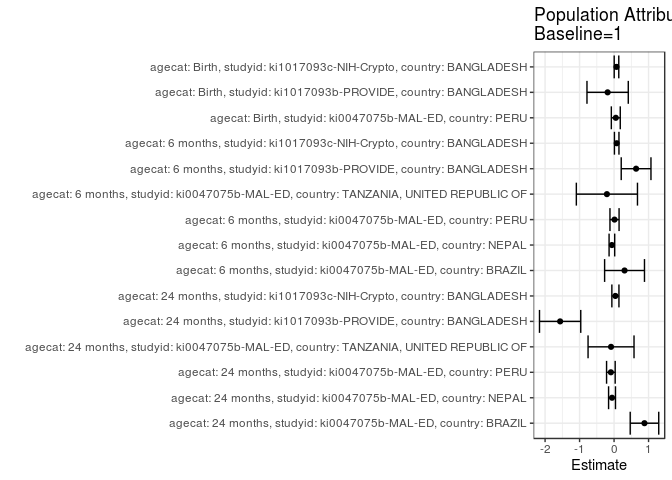 Population Attribu
Baseline=1
agecat: Birth, studyid: ki1017093c-NIH-Crypto, country: BANGLADESH
agecat: Birth, studyid: ki1017093b-PROVIDE, country: BANGLADESH
agecat: Birth, studyid: ki0047075b-MAL-ED, country: PERU
agecat: 6 months, studyid: ki1017093c-NIH-Crypto, country: BANGLADESH
agecat: 6 months, studyid: ki1017093b-PROVIDE, country: BANGLADESH
agecat: 6 months, studyid: ki0047075b-MAL-ED, country: TANZANIA, UNITED REPUBLIC OF
agecat: 6 months, studyid: ki0047075b-MAL-ED, country: PERU
agecat: 6 months, studyid: ki0047075b-MAL-ED, country: NEPAL
agecat: 6 months, studyid: ki0047075b-MAL-ED, country: BRAZIL
agecat: 24 months, studyid: ki1017093c-NIH-Crypto, country: BANGLADESH
agecat: 24 months, studyid: ki1017093b-PROVIDE, country: BANGLADESH
agecat: 24 months, studyid: ki0047075b-MAL-ED, country: TANZANIA, UNITED REPUBLIC OF
agecat: 24 months, studyid: ki0047075b-MAL-ED, country: PERU
agecat: 24 months, studyid: ki0047075b-MAL-ED, country: NEPAL
agecat: 24 months, studyid: ki0047075b-MAL-ED, country: BRAZIL
-2 -1 0 1
Estimate